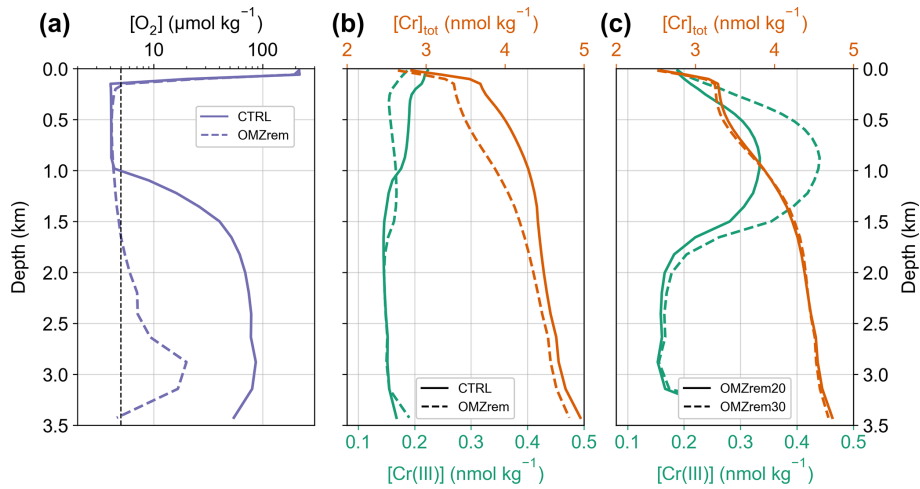 (a)
[O₂] (μmol kg⁻¹)
10 100
0.0
0.5
1.0
1.5
2.0
2.5
3.0
3.5
Depth (km)
CTRL
OMZrem
(b)
[Cr]tot (nmol kg⁻¹)
2 3 4 5
CTRL
OMZrem
0.1 0.2 0.3 0.4 0.5
[Cr(III)] (nmol kg⁻¹)
(c)
[Cr]tot (nmol kg⁻¹)
2 3 4 5
OMZrem20
OMZrem30
0.1 0.2 0.3 0.4 0.5
[Cr(III)] (nmol kg⁻¹)
0.0
0.5
1.0
1.5
2.0
2.5
3.0
3.5
Depth (km)